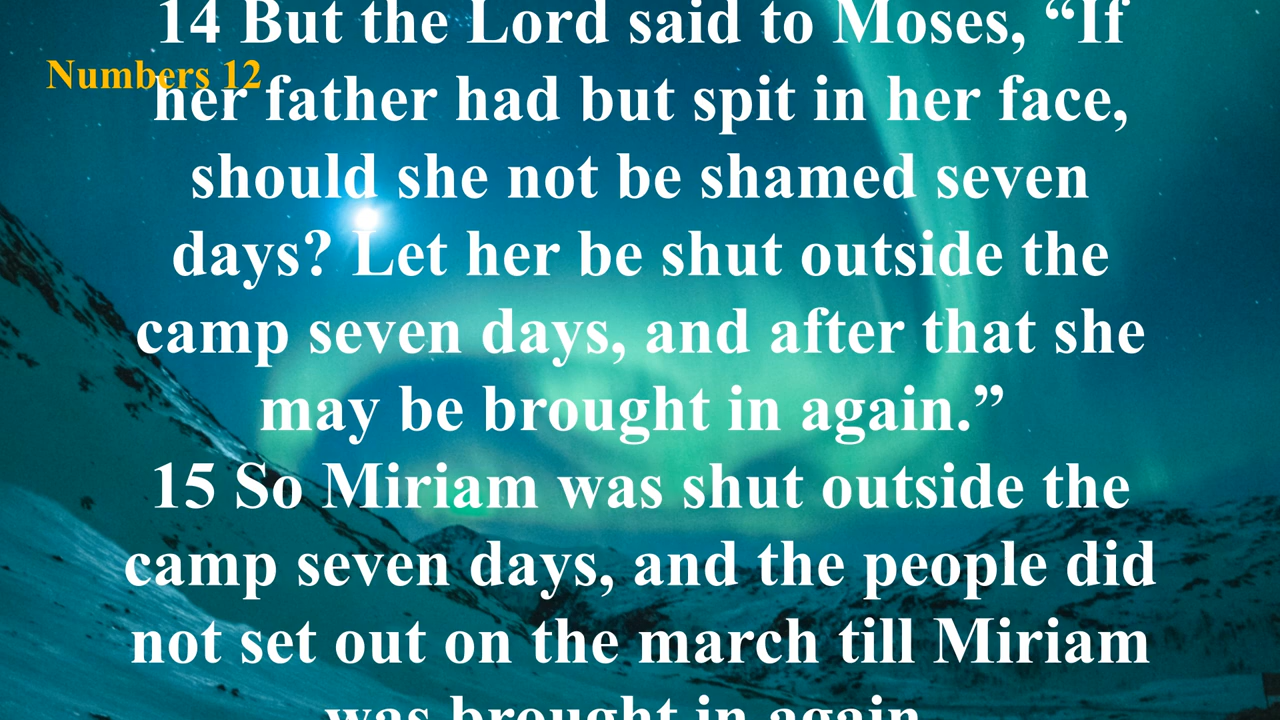 14 But the Lord said to Moses, “If
Numbers 12
her father had but spit in her face,
should she not be shamed seven
days? Let her be shut outside the
camp seven days, and after that she
may be brought in again.”
15 So Miriam was shut outside the
camp seven days, and the people did
not set out on the march till Miriam
was brought in again.